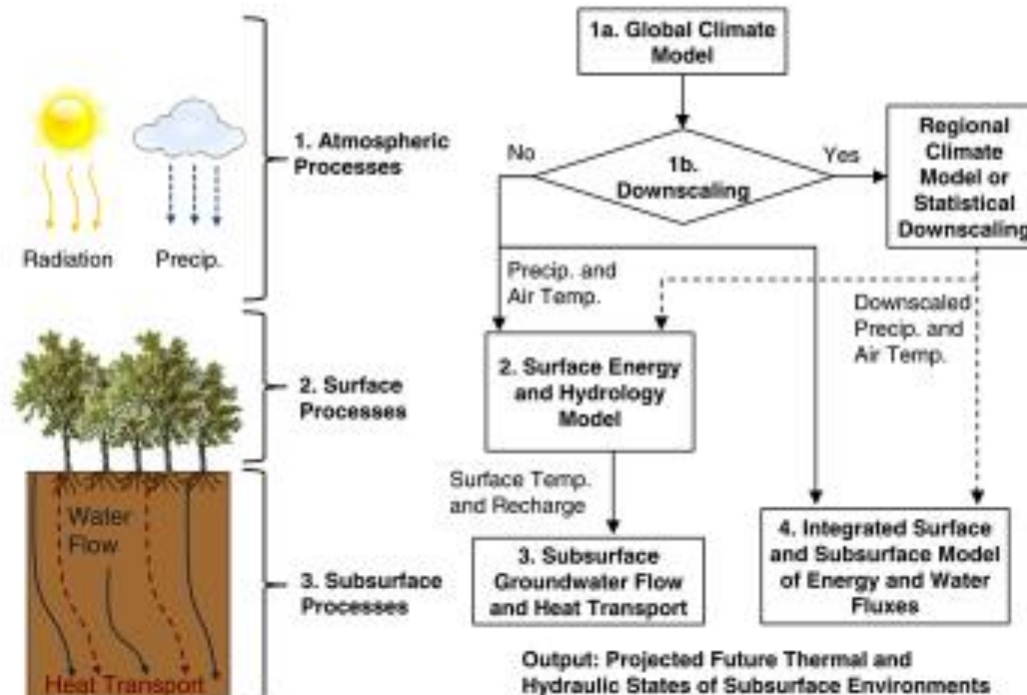 Radiation
Precip.
1. Atmospheric
Processes
2. Surface
Processes
Water
Flow
Heat Transport
3. Subsurface
Processes
1a. Global Climate
Model
No
1b.
Downscaling
Yes
Regional
Climate
Model or
Statistical
Downscaling
Precip. and
Air Temp.
Downscaled
Precip. and
Air Temp.
2. Surface Energy
and Hydrology
Model
Surface Temp.
and Recharge
3. Subsurface
Groundwater Flow
and Heat Transport
4. Integrated Surface
and Subsurface Model
of Energy and Water
Fluxes
Output: Projected Future Thermal and
Hydraulic States of Subsurface Environments